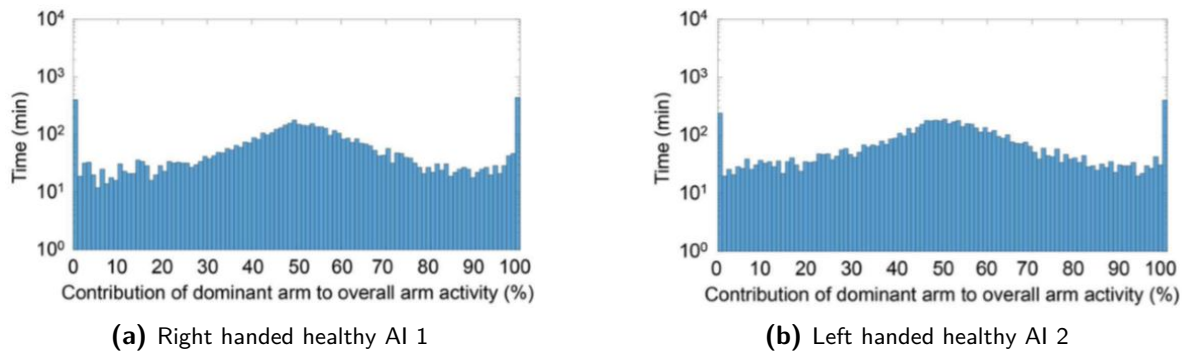 10⁴
10³
10²
10¹
10⁰
Time (min)
0 10 20 30 40 50 60 70 80 90 100
Contribution of dominant arm to overall arm activity (%)
(a) Right handed healthy AI 1
10⁴
10³
10²
10¹
10⁰
Time (min)
0 10 20 30 40 50 60 70 80 90 100
Contribution of dominant arm to overall arm activity (%)
(b) Left handed healthy AI 2